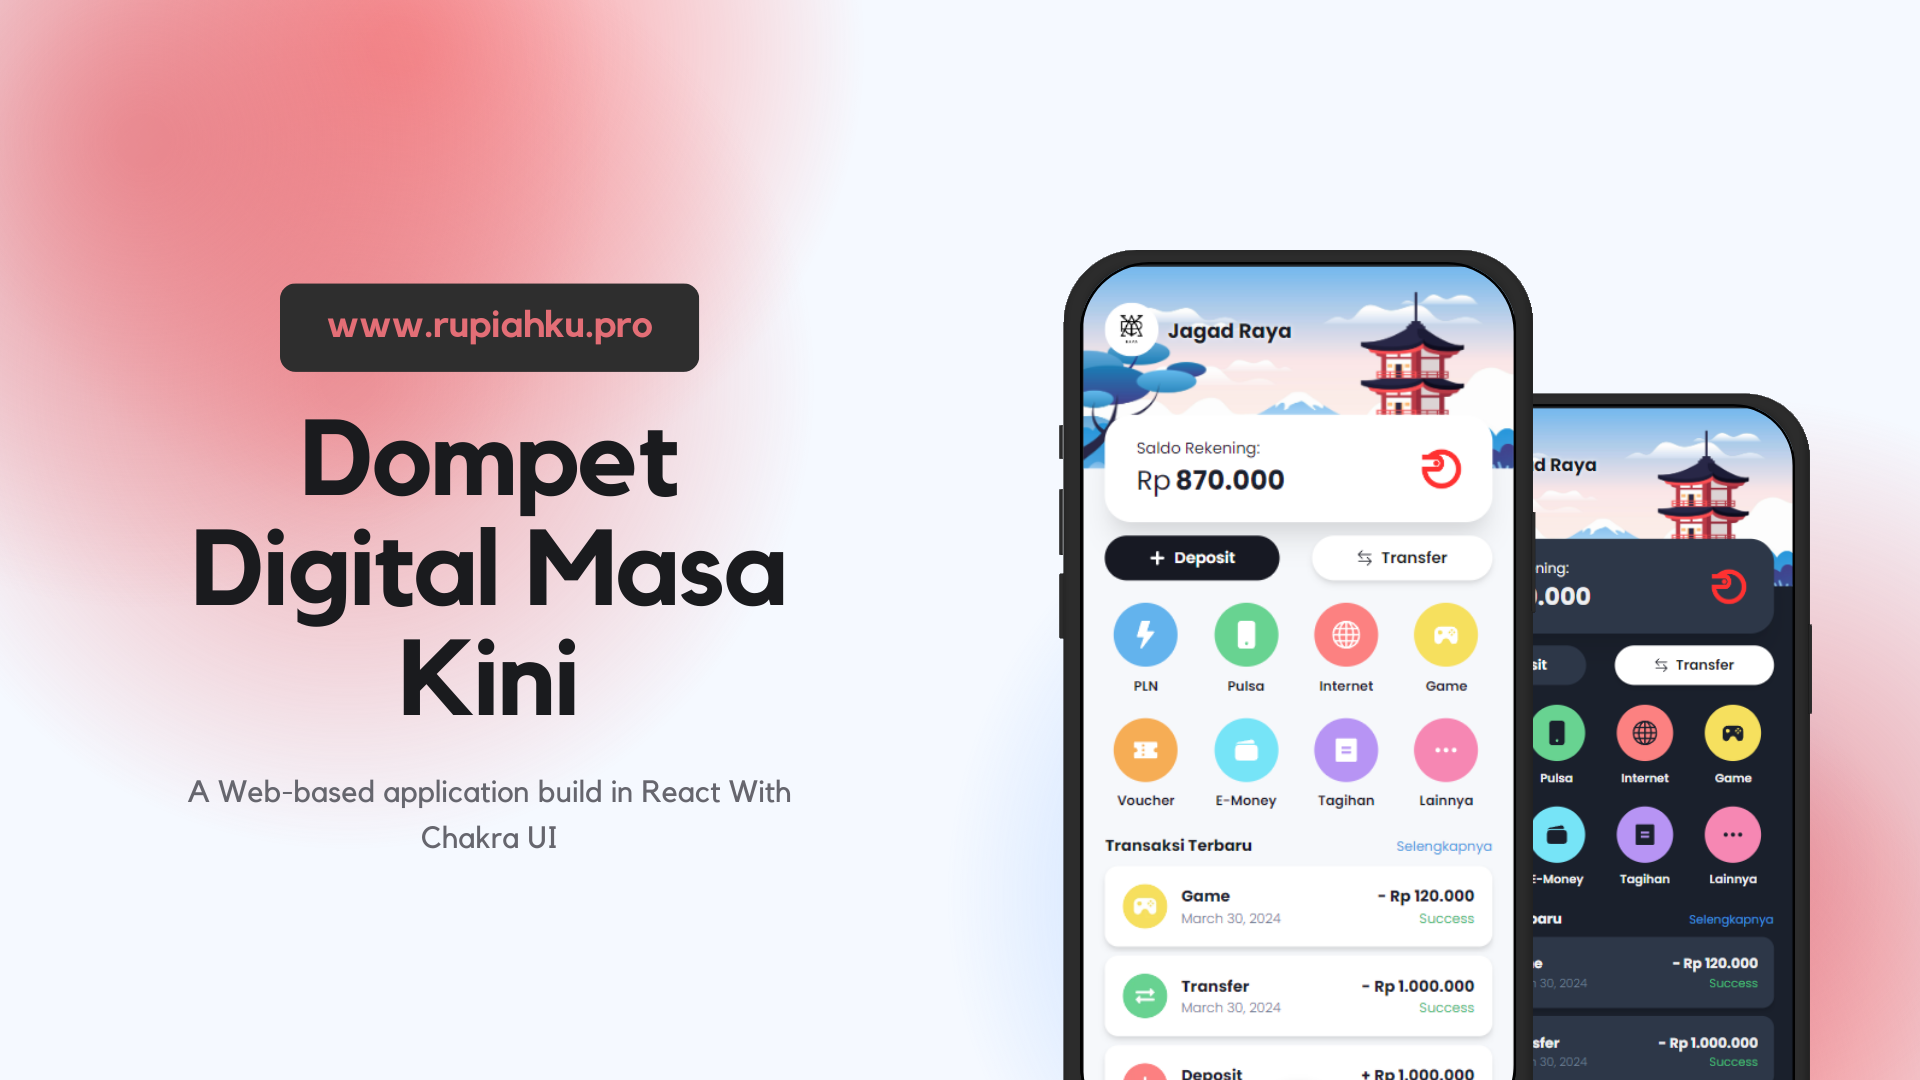 www.rupiahku.pro
Dompet
Digital Masa
Kini
A Web-based application build in React With
Chakra UI
Jagad Raya
Saldo Rekening:
Rp 870.000
Deposit
Transfer
PLN
Pulsa
Internet
Game
Voucher
E-Money
Tagihan
Lainnya
Transaksi Terbaru
Selengkapnya
Game
- Rp 120.000
March 30, 2024
Success
Transfer
- Rp 1.000.000
March 30, 2024
Success
Deposit
+ Rp 1.000.000
d Raya
ning:
.000
sit
Transfer
Pulsa
Internet
Game
E-Money
Tagihan
Lainnya
baru
Selengkapnya
e
- Rp 120.000
30, 2024
Success
sfer
- Rp 1.000.000
30, 2024
Success